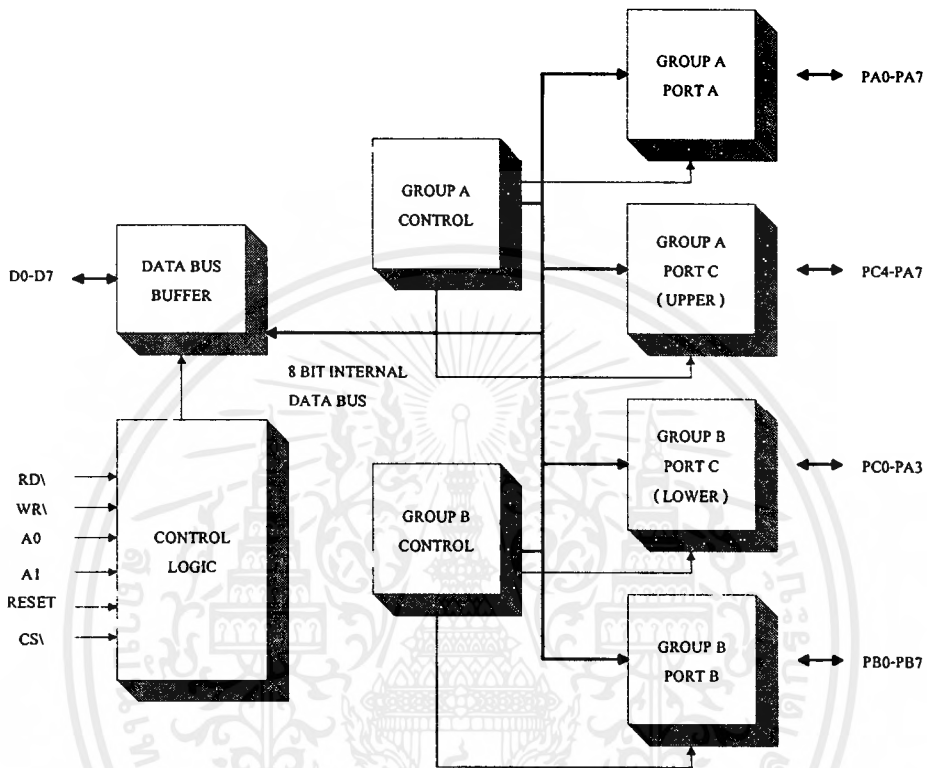 GROUP A
PORT A
PA0-PA7
GROUP A
CONTROL
GROUP A
PORT C
( UPPER )
PC4-PA7
D0-D7
DATA BUS
BUFFER
8 BIT INTERNAL
DATA BUS
GROUP B
PORT C
( LOWER )
PC0-PA3
RD\
WR\
A0
A1
RESET
CS\
CONTROL
LOGIC
GROUP B
CONTROL
GROUP B
PORT B
PB0-PB7